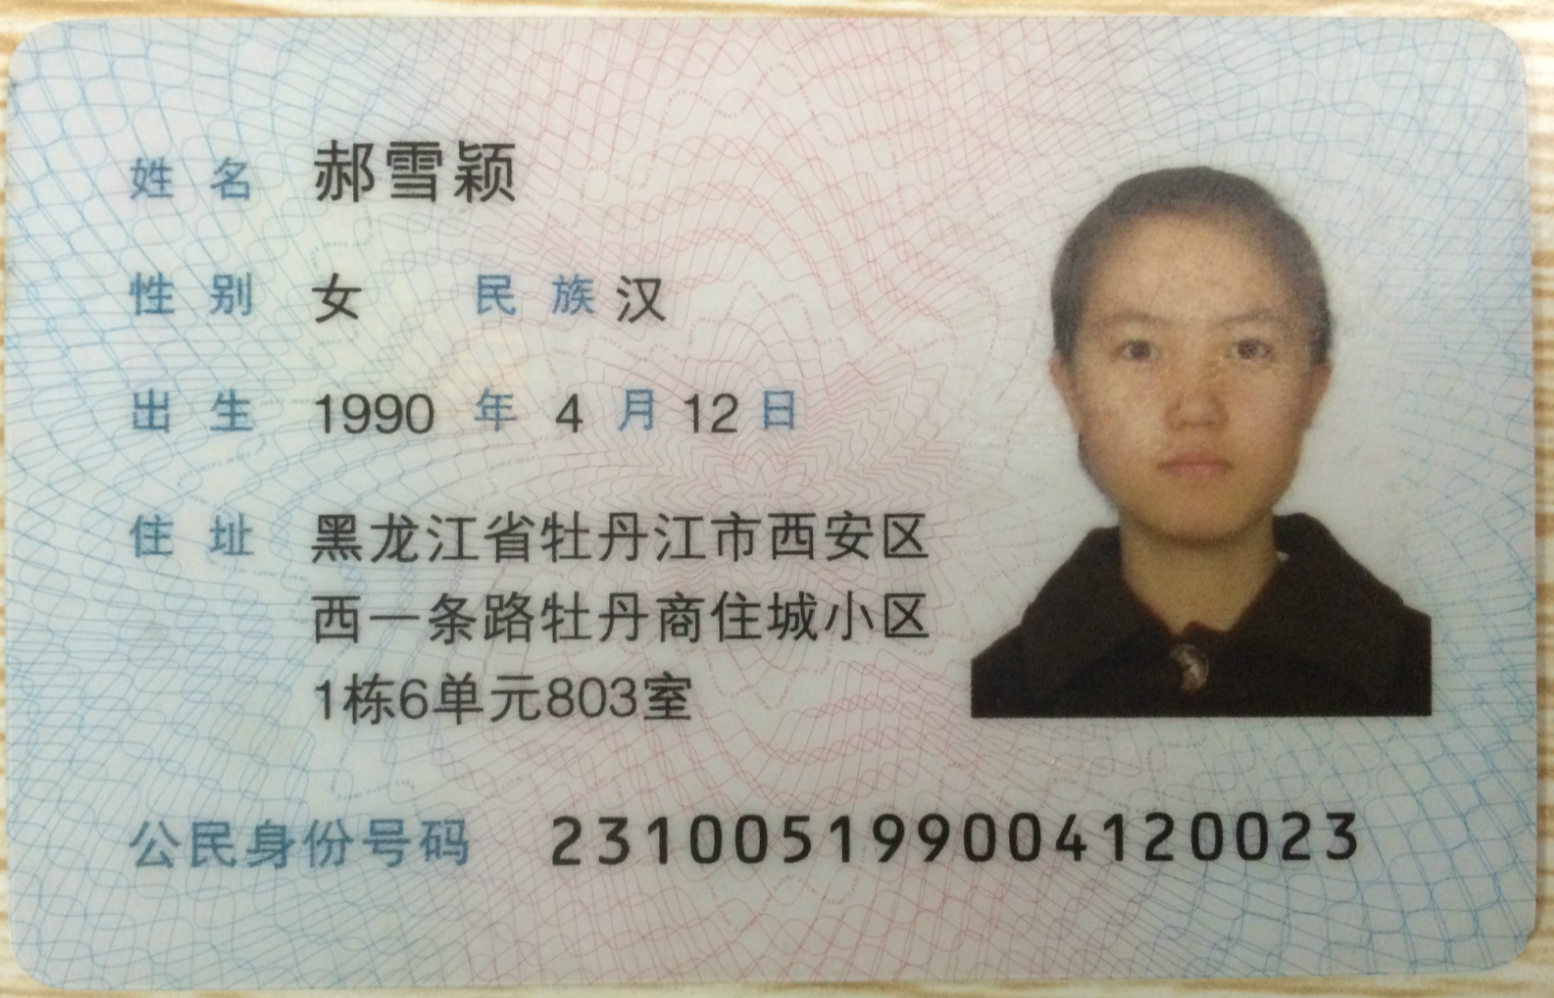 姓名 郝雪颖
性别 女 民族 汉
出生 1990 年 4 月 12 日
住址 黑龙江省牡丹江市西安区
西一条路牡丹商住城小区
1栋6单元803室
公民身份号码 231005199004120023